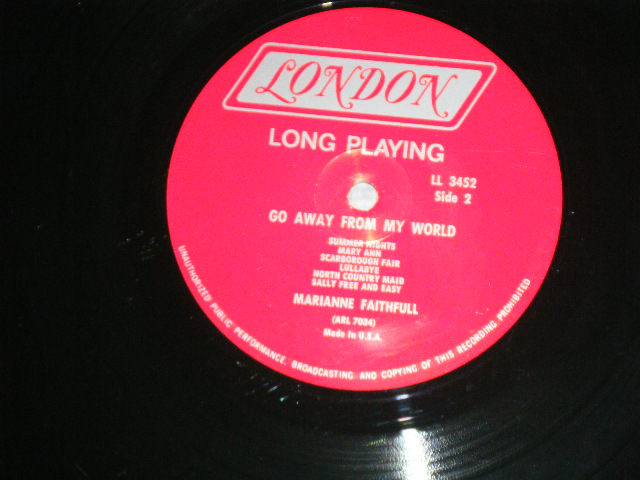 LONDON
LONG PLAYING
LL 3452
Side 2
GO AWAY FROM MY WORLD
SUMMER NIGHTS
MARY ANN
SCARBOROUGH FAIR
LULLABYE
NORTH COUNTRY MAID
SALLY FREE AND EASY
MARIANNE FAITHFULL
(ARL 7034)
Made in U.S.A.
UNAUTHORIZED PUBLIC PERFORMANCE, BROADCASTING AND COPYING OF THIS RECORDING PROHIBITED